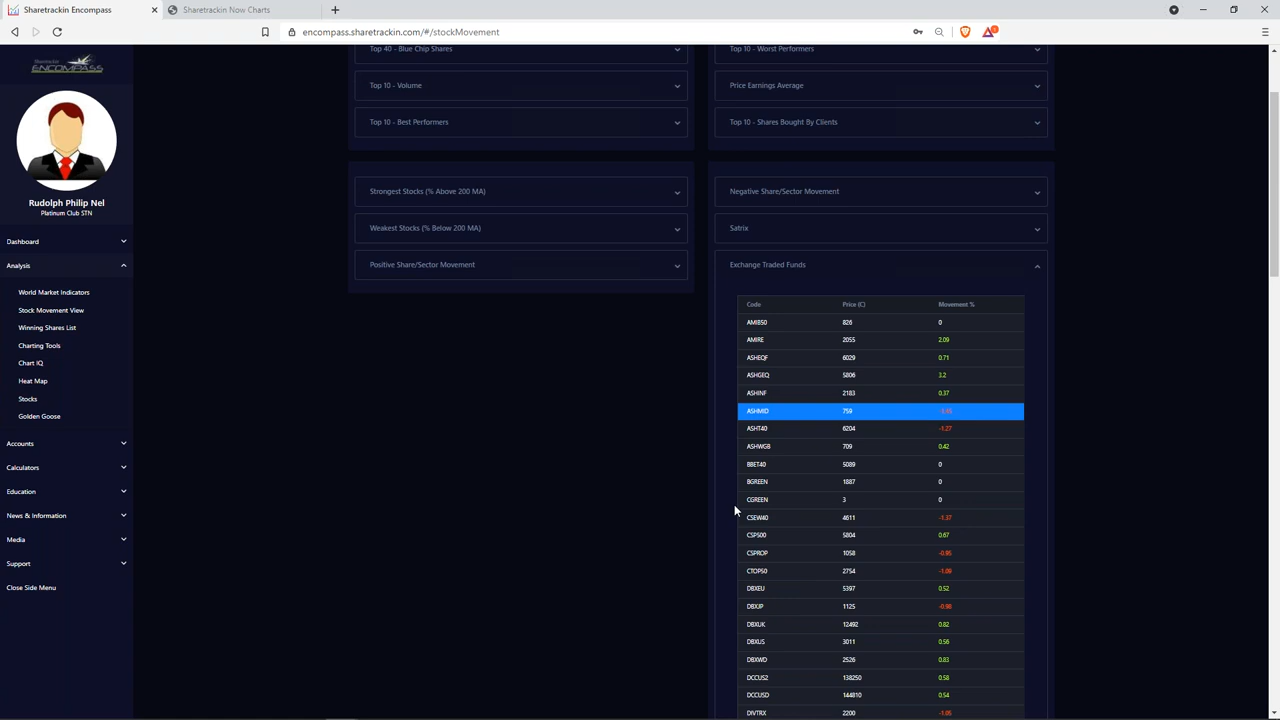 Sharetrackin Encompass
Sharetrackin Now Charts
encompass.sharetrackin.com/#/stockMovement
ENCOMPASS
Rudolph Philip Nel
Platinum Club STN
Dashboard
Analysis
World Market Indicators
Stock Movement View
Winning Shares List
Charting Tools
Chart IQ
Heat Map
Stocks
Golden Goose
Accounts
Calculators
Education
News & Information
Media
Support
Close Side Menu
Top 40 - Blue Chip Shares
Top 10 - Volume
Top 10 - Best Performers
Top 10 - Worst Performers
Price Earnings Average
Top 10 - Shares Bought By Clients
Strongest Stocks (% Above 200 MA)
Weakest Stocks (% Below 200 MA)
Positive Share/Sector Movement
Negative Share/Sector Movement
Satrix
Exchange Traded Funds
Code Price (C) Movement %
AMIB50 826 0
AMIRE 2055 2.09
ASHEQF 6029 0.71
ASHGEQ 5806 3.2
ASHINF 2183 0.37
ASHMID 759
ASHT40 6204 -1.27
ASHWGB 709 0.42
BBET40 5089 0
BGREEN 1887 0
CGREEN 3 0
CSEW40 4611 -1.37
CSP500 5804 0.67
CSPROP 1058 -0.95
CTOP50 2754 -1.09
DBXEU 5397 0.52
DBXJP 1125 -0.98
DBXUK 12492 0.82
DBXUS 3011 0.56
DBXWD 2526 0.83
DCCUS2 138250 0.58
DCCUSD 144810 0.54
DIVTRX 2200 -1.05